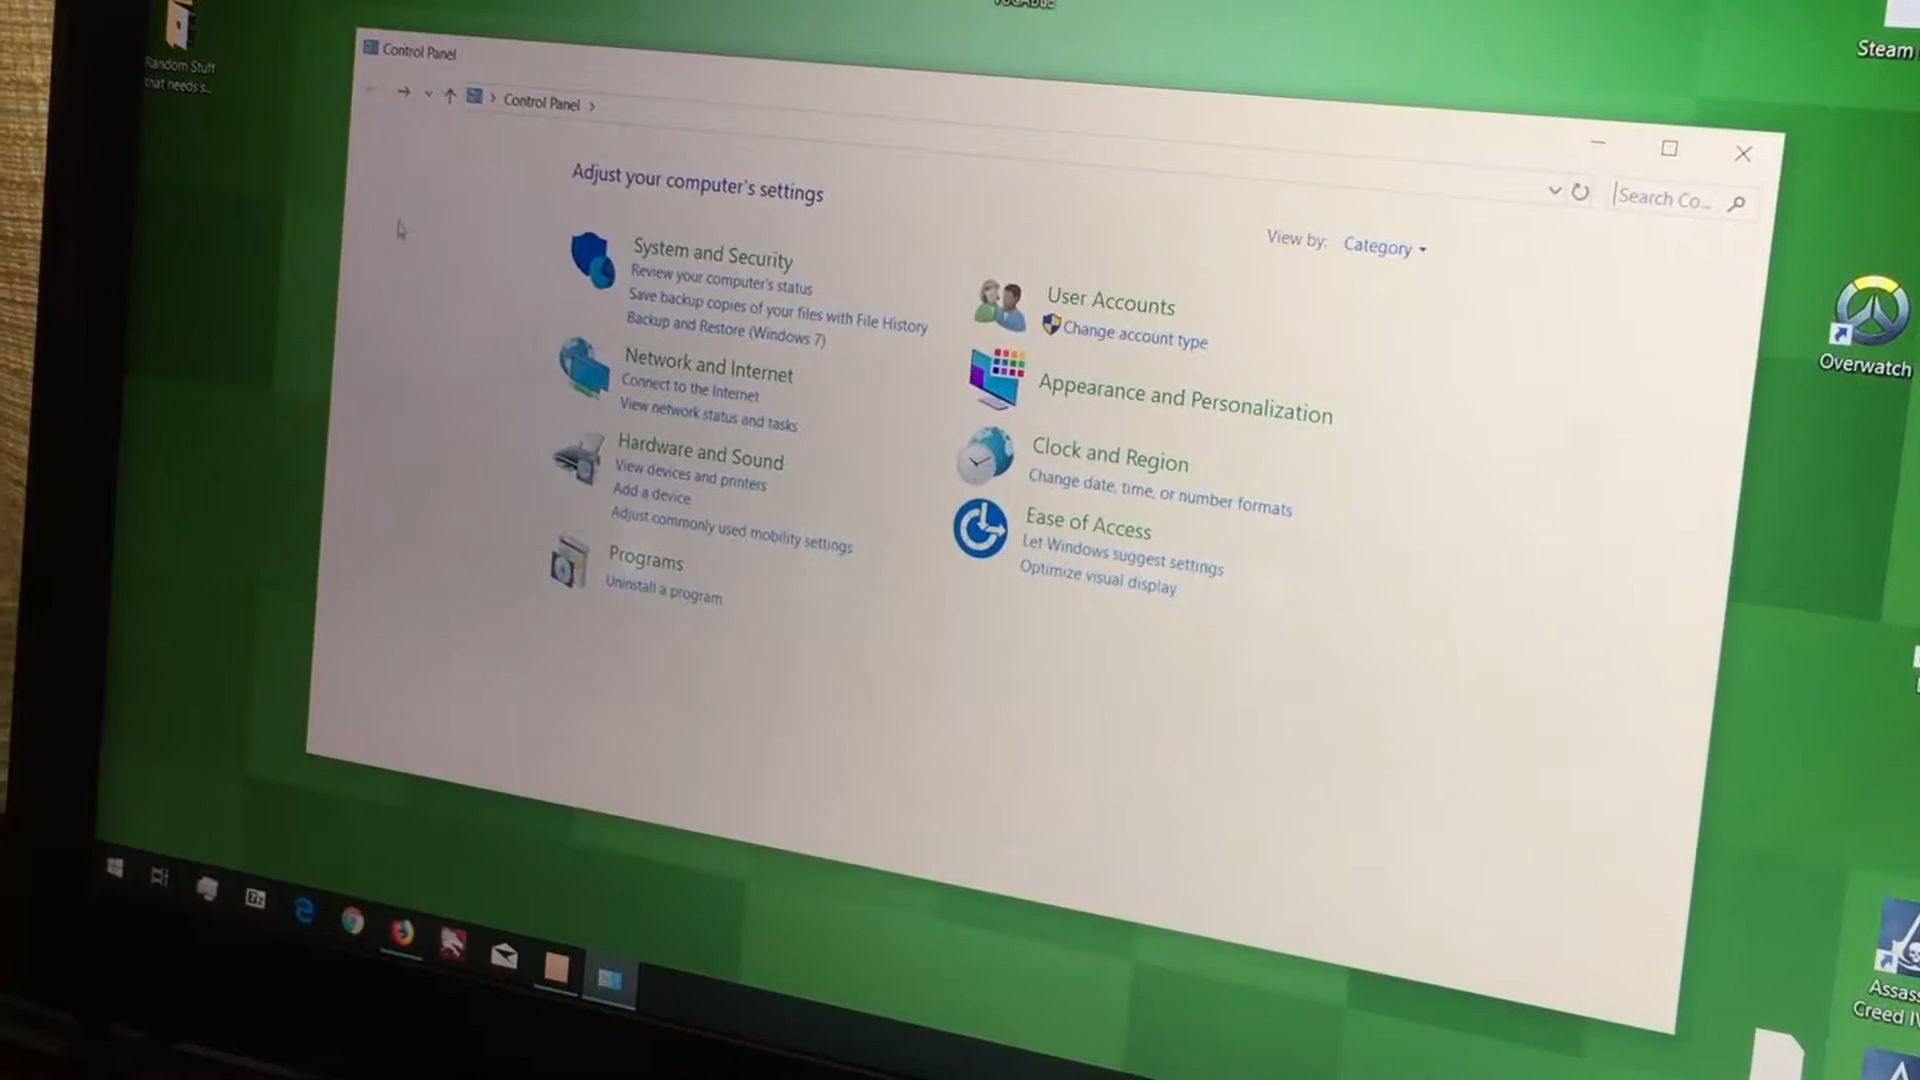 Random Stuff
that needs s...
Steam
Control Panel
Control Panel
Search Co...
Adjust your computer's settings
View by: Category
System and Security
Review your computer's status
Save backup copies of your files with File History
Backup and Restore (Windows 7)
Network and Internet
Connect to the Internet
View network status and tasks
Hardware and Sound
View devices and printers
Add a device
Adjust commonly used mobility settings
Programs
Uninstall a program
User Accounts
Change account type
Appearance and Personalization
Clock and Region
Change date, time, or number formats
Ease of Access
Let Windows suggest settings
Optimize visual display
Overwatch
Assass
Creed IV